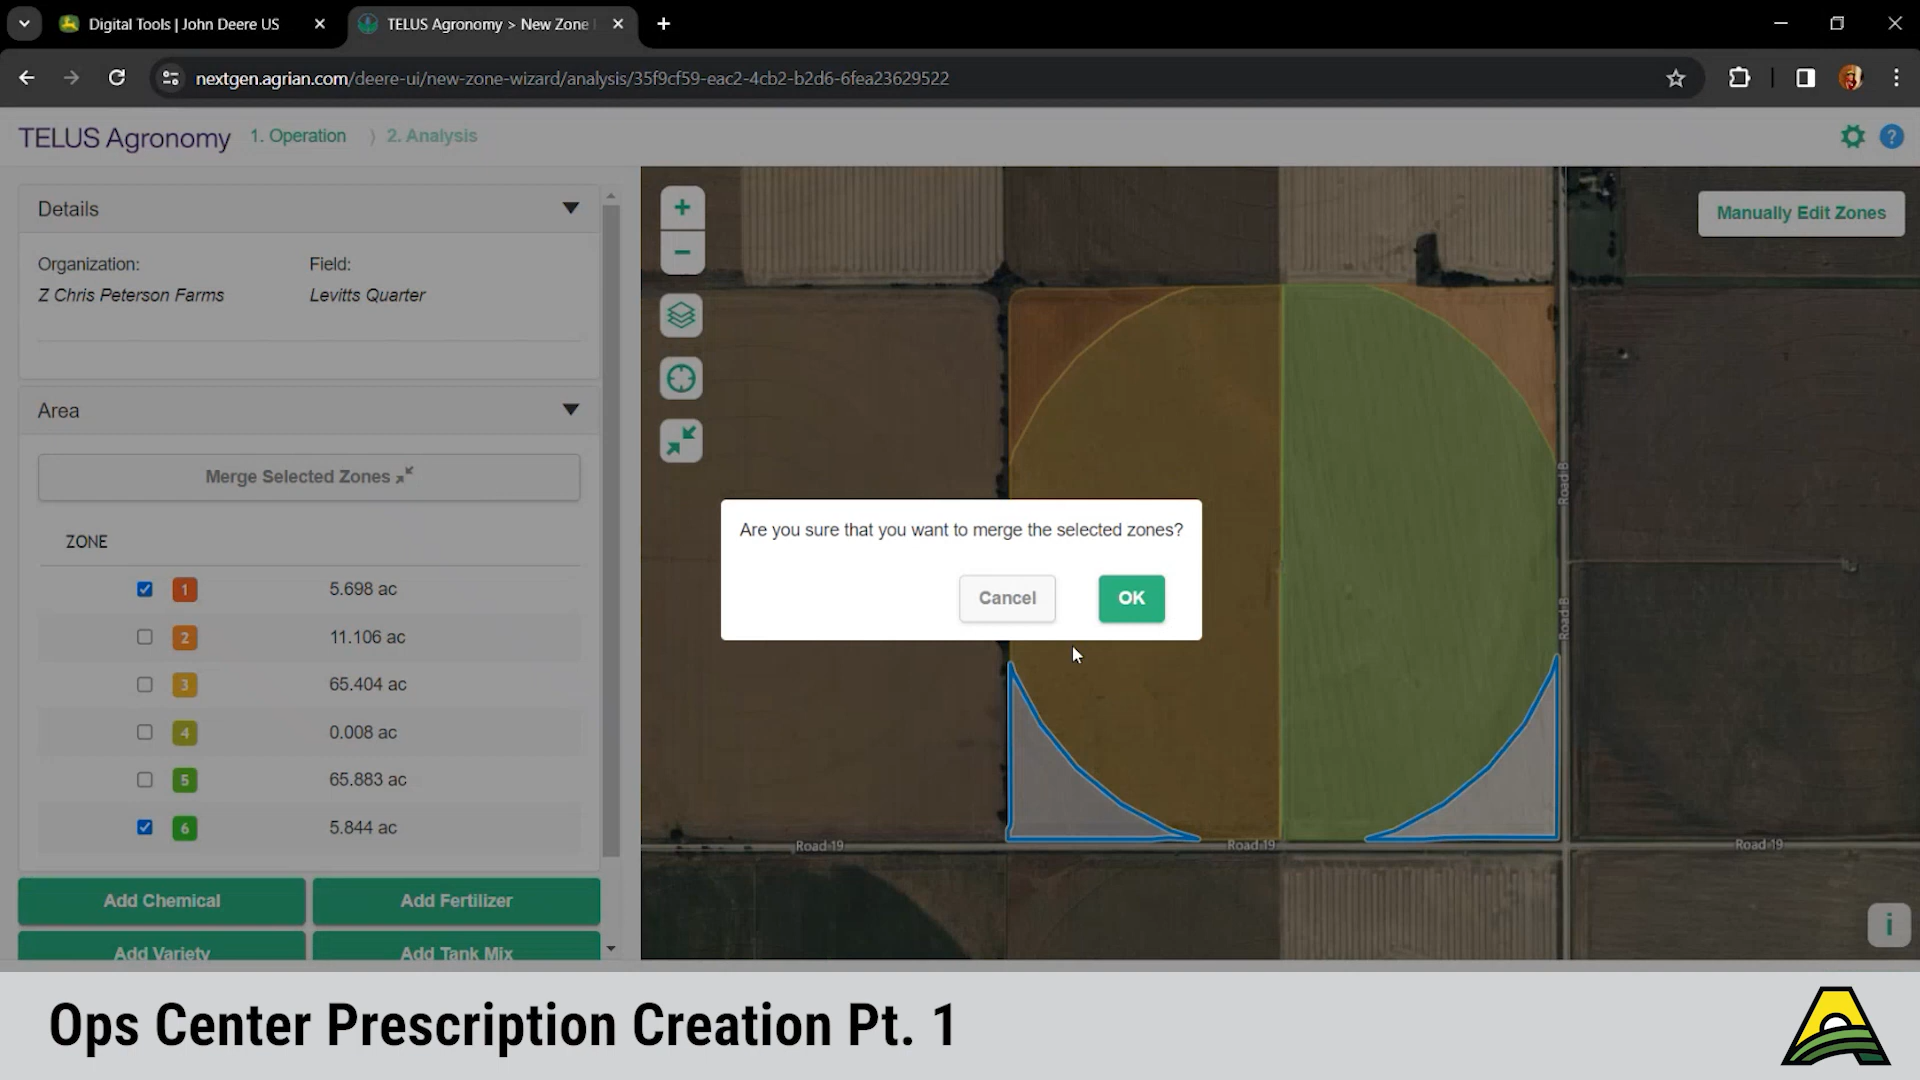 Digital Tools | John Deere US
TELUS Agronomy > New Zone
nextgen.agrian.com/deere-ui/new-zone-wizard/analysis/35f9cf59-eac2-4cb2-b2d6-6fea23629522
TELUS Agronomy 1. Operation 2. Analysis
Manually Edit Zones
Details
Organization: Field:
Z Chris Peterson Farms Levitts Quarter
Area
Merge Selected Zones
ZONE
1 5.698 ac
2 11.106 ac
3 65.404 ac
4 0.008 ac
5 65.883 ac
6 5.844 ac
Add Chemical Add Fertilizer
Add Variety Add Tank Mix
Are you sure that you want to merge the selected zones?
Cancel OK
Road B
Road B
Road 19 Road 19 Road 19
i
Ops Center Prescription Creation Pt. 1